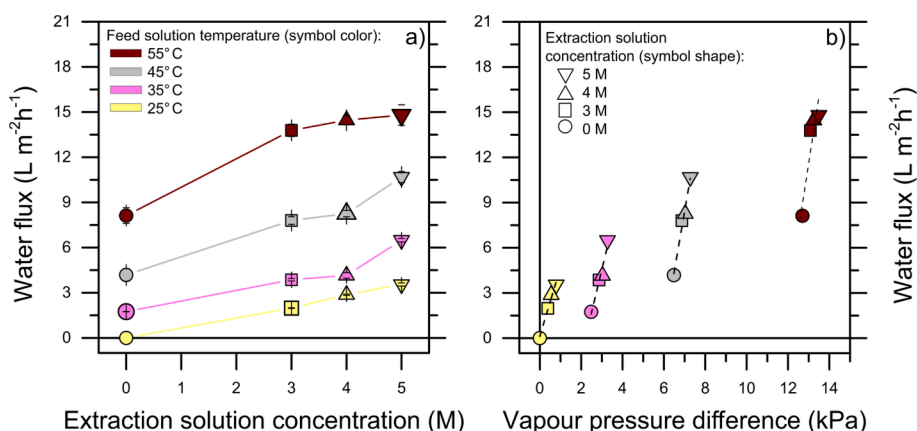 Feed solution temperature (symbol color):
55° C
45° C
35° C
25° C
a)
21
18
15
12
9
6
3
0
Water flux (L m-2h-1)
0
1
2
3
4
5
Extraction solution concentration (M)
b)
Extraction solution
concentration (symbol shape):
5 M
4 M
3 M
0 M
21
18
15
12
9
6
3
0
Water flux (L m-2h-1)
0
2
4
6
8
10
12
14
Vapour pressure difference (kPa)